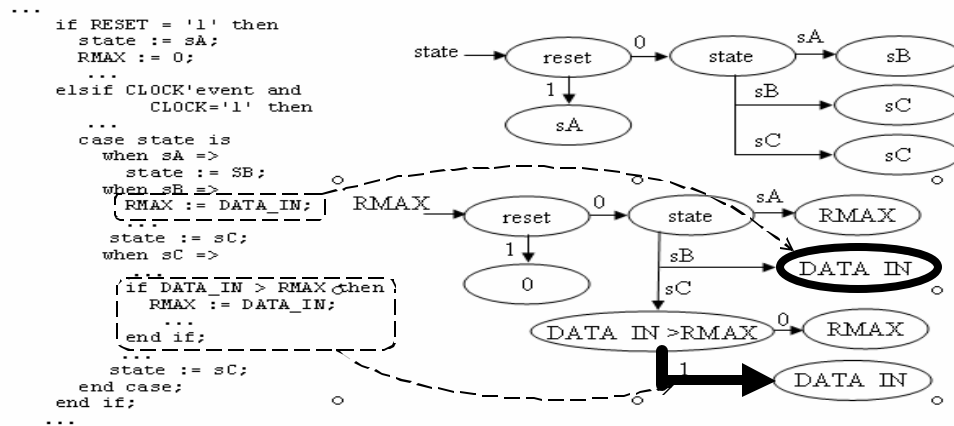 ...
if RESET = '1' then
state := sA;
RMAX := 0;
...
elsif CLOCK'event and
CLOCK='1' then
...
case state is
when sA =>
state := SB;
when sB =>
RMAX := DATA_IN;
...
state := sC;
when sC =>
...
if DATA_IN > RMAX then
RMAX := DATA_IN;
...
end if;
...
state := sC;
end case;
end if;
...
state
reset
0
state
sA
sB
1
sA
sB
sC
sC
sC
RMAX
reset
0
state
sA
RMAX
1
0
sB
DATA IN
sC
DATA IN >RMAX
0
RMAX
1
DATA IN